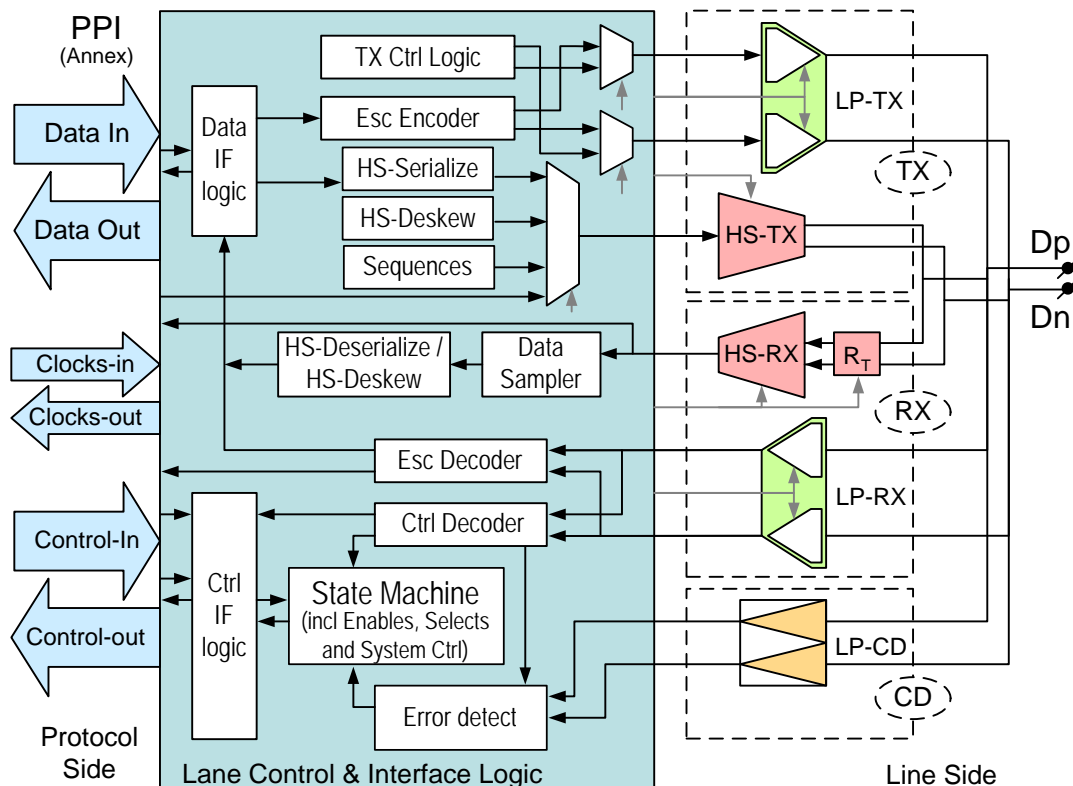 PPI
(Annex)
Data In
Data Out
Clocks-in
Clocks-out
Control-In
Control-out
Protocol
Side
Data
IF
logic
TX Ctrl Logic
Esc Encoder
HS-Serialize
HS-Deskew
Sequences
HS-Deserialize /
HS-Deskew
Data
Sampler
Esc Decoder
Ctrl Decoder
Ctrl
IF
logic
State Machine
(incl Enables, Selects
and System Ctrl)
Error detect
Lane Control & Interface Logic
LP-TX
TX
HS-TX
HS-RX
RT
RX
LP-RX
LP-CD
CD
Dp
Dn
Line Side